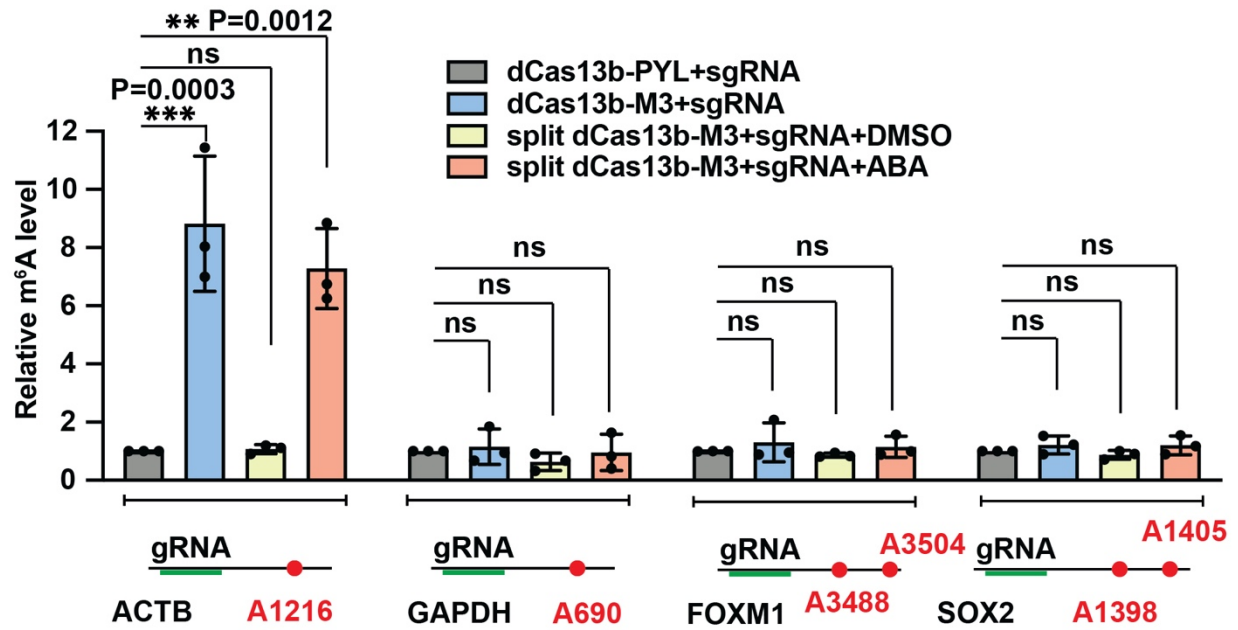 ** P=0.0012
ns
P=0.0003
***
dCas13b-PYL+sgRNA
dCas13b-M3+sgRNA
split dCas13b-M3+sgRNA+DMSO
split dCas13b-M3+sgRNA+ABA
Relative m⁶A level
12
10
8
6
4
2
0
ns
ns
ns
ns
ns
ns
ns
ns
ns
gRNA
ACTB A1216
gRNA
GAPDH A690
gRNA A3504
FOXM1 A3488
gRNA A1405
SOX2 A1398